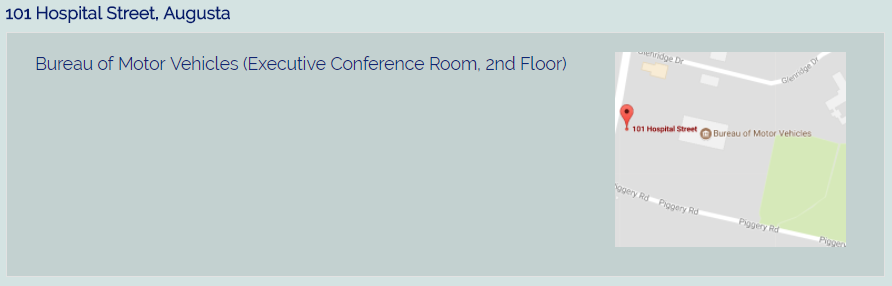 101 Hospital Street, Augusta
Bureau of Motor Vehicles (Executive Conference Room, 2nd Floor)
Glenridge Dr
Glenridge Dr
101 Hospital Street
Bureau of Motor Vehicles
Piggery Rd
Piggery Rd
Piggery Rd